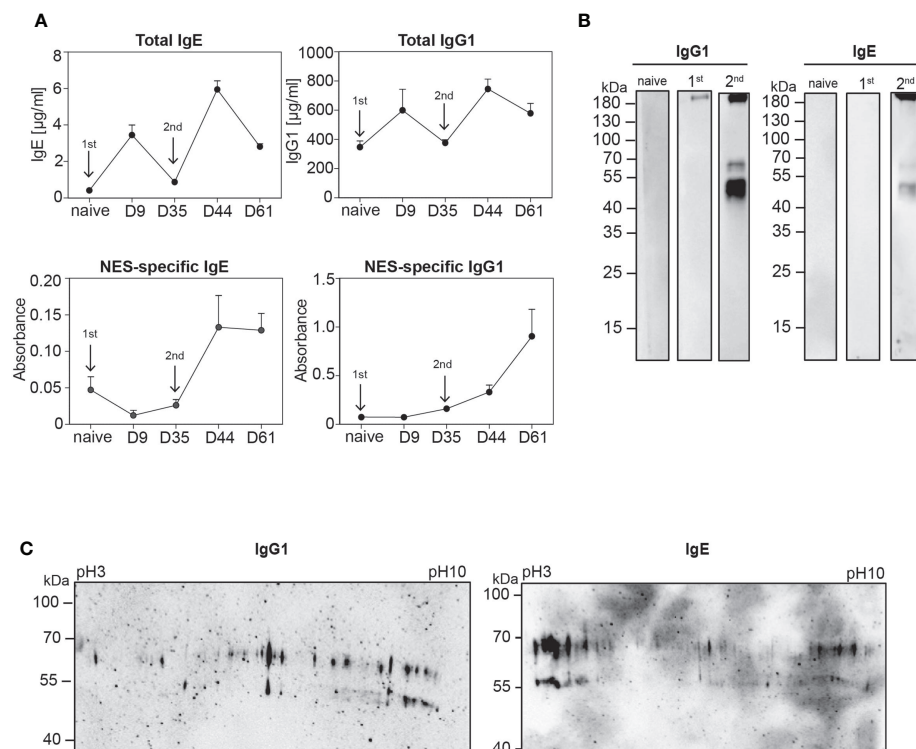 A
Total IgE
IgE [µg/ml]
8
6
4
2
0
1st
2nd
naive D9 D35 D44 D61
Total IgG1
IgG1 [µg/ml]
1000
800
600
400
200
0
1st
2nd
naive D9 D35 D44 D61
NES-specific IgE
Absorbance
0.20
0.15
0.10
0.05
0
1st
2nd
naive D9 D35 D44 D61
NES-specific IgG1
Absorbance
1.5
1.0
0.5
0
1st
2nd
naive D9 D35 D44 D61
B
IgG1
kDa naive 1st 2nd
180
130
100
70
55
40
35
25
15
IgE
kDa naive 1st 2nd
180
130
100
70
55
40
35
25
15
C
IgG1
kDa pH3 pH10
100
70
55
40
IgE
kDa pH3 pH10
100
70
55
40